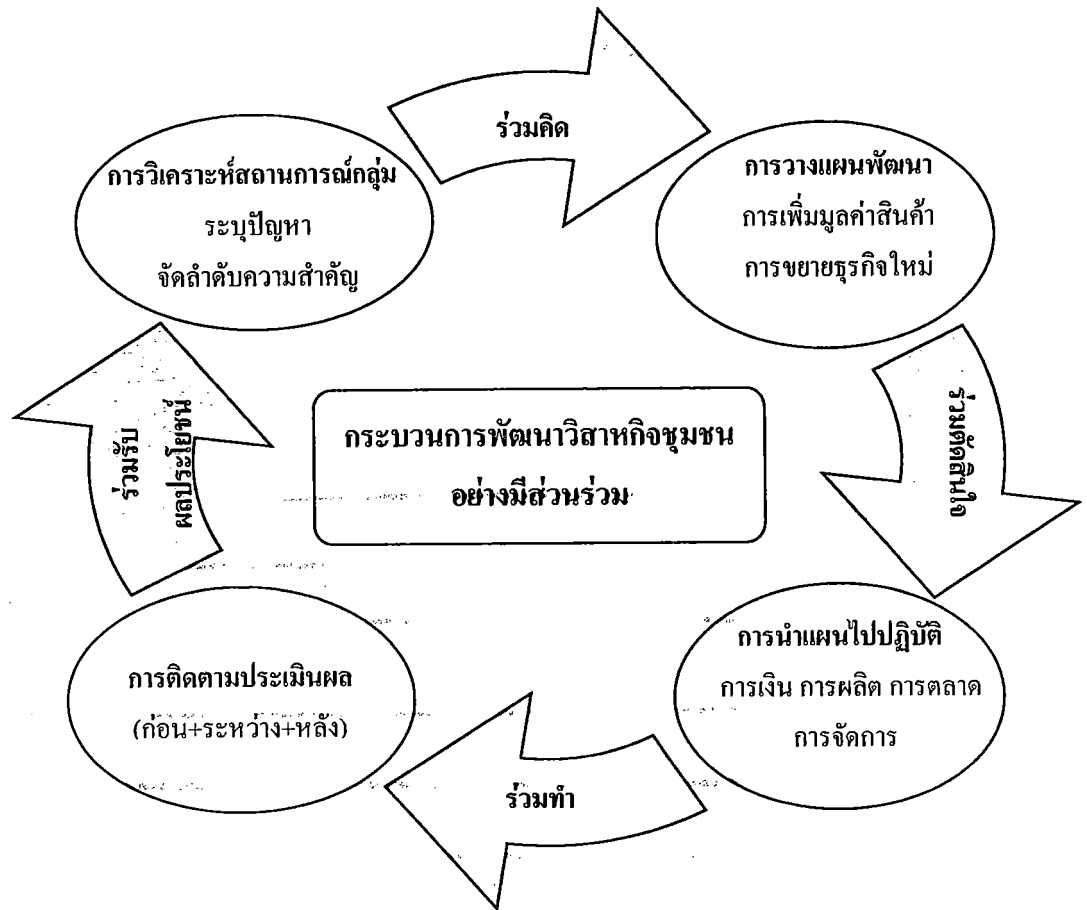 ร่วมคิด
การวิเคราะห์สถานการณ์กลุ่ม
ระบุปัญหา
จัดลำดับความสำคัญ
การวางแผนพัฒนา
การเพิ่มมูลค่าสินค้า
การขยายธุรกิจใหม่
ร่วมตัดสินใจ
กระบวนการพัฒนาวิสาหกิจชุมชน
อย่างมีส่วนร่วม
ร่วมรับ
ผลประโยชน์
การนำแผนไปปฏิบัติ
การเงิน การผลิต การตลาด
การจัดการ
การติดตามประเมินผล
(ก่อน+ระหว่าง+หลัง)
ร่วมทำ